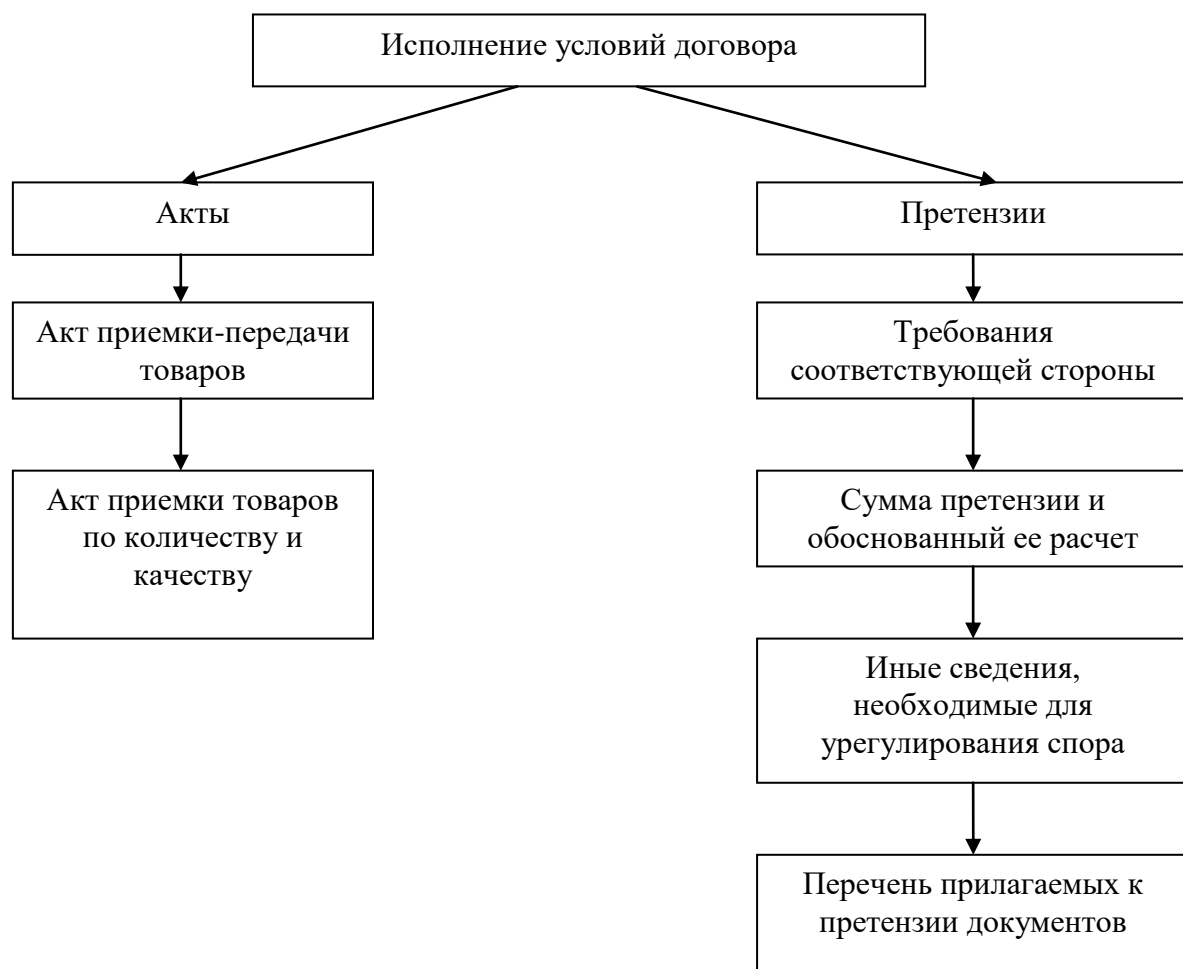 Исполнение условий договора
Акты
Претензии
Акт приемки-передачи
товаров
Требования
соответствующей стороны
Акт приемки товаров
по количеству и
качеству
Сумма претензии и
обоснованный ее расчет
Иные сведения,
необходимые для
урегулирования спора
Перечень прилагаемых к
претензии документов